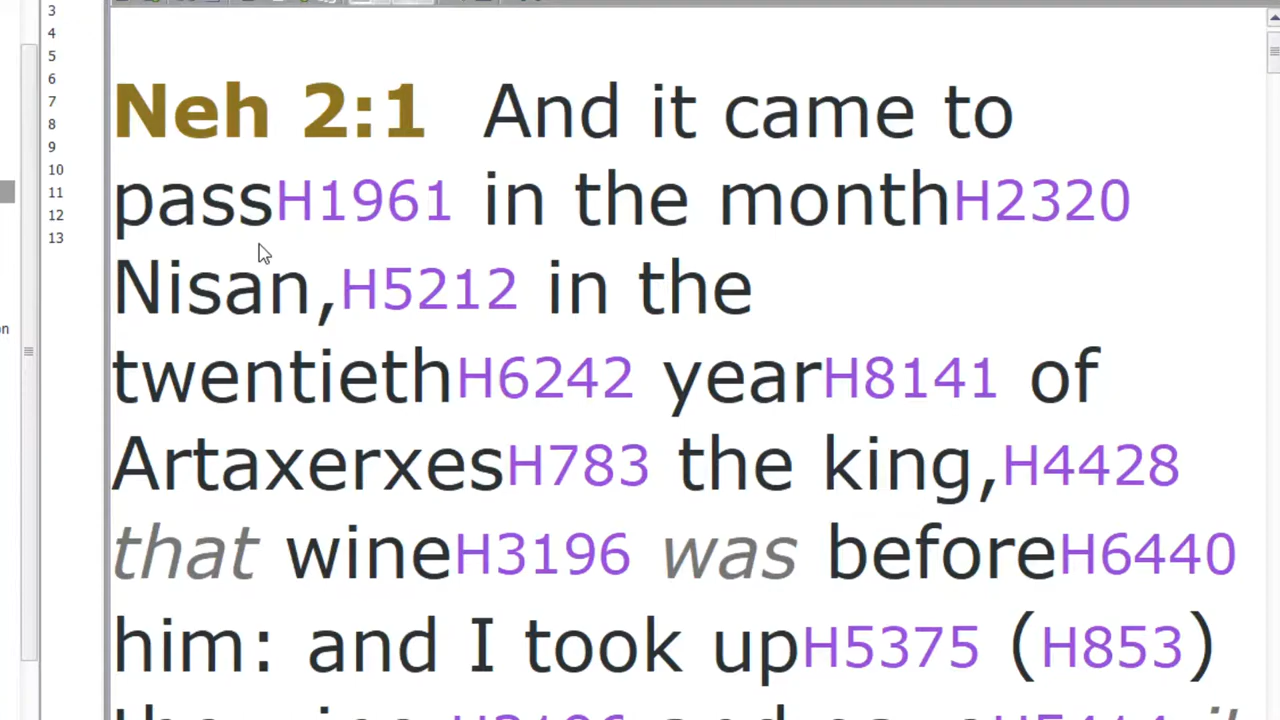 3
4
5
6
7
8
9
10
11
12
13
on
Neh 2:1 And it came to
passH1961 in the monthH2320
Nisan,H5212 in the
twentiethH6242 yearH8141 of
ArtaxerxesH783 the king,H4428
that wineH3196 was beforeH6440
him: and I took upH5375 (H853)